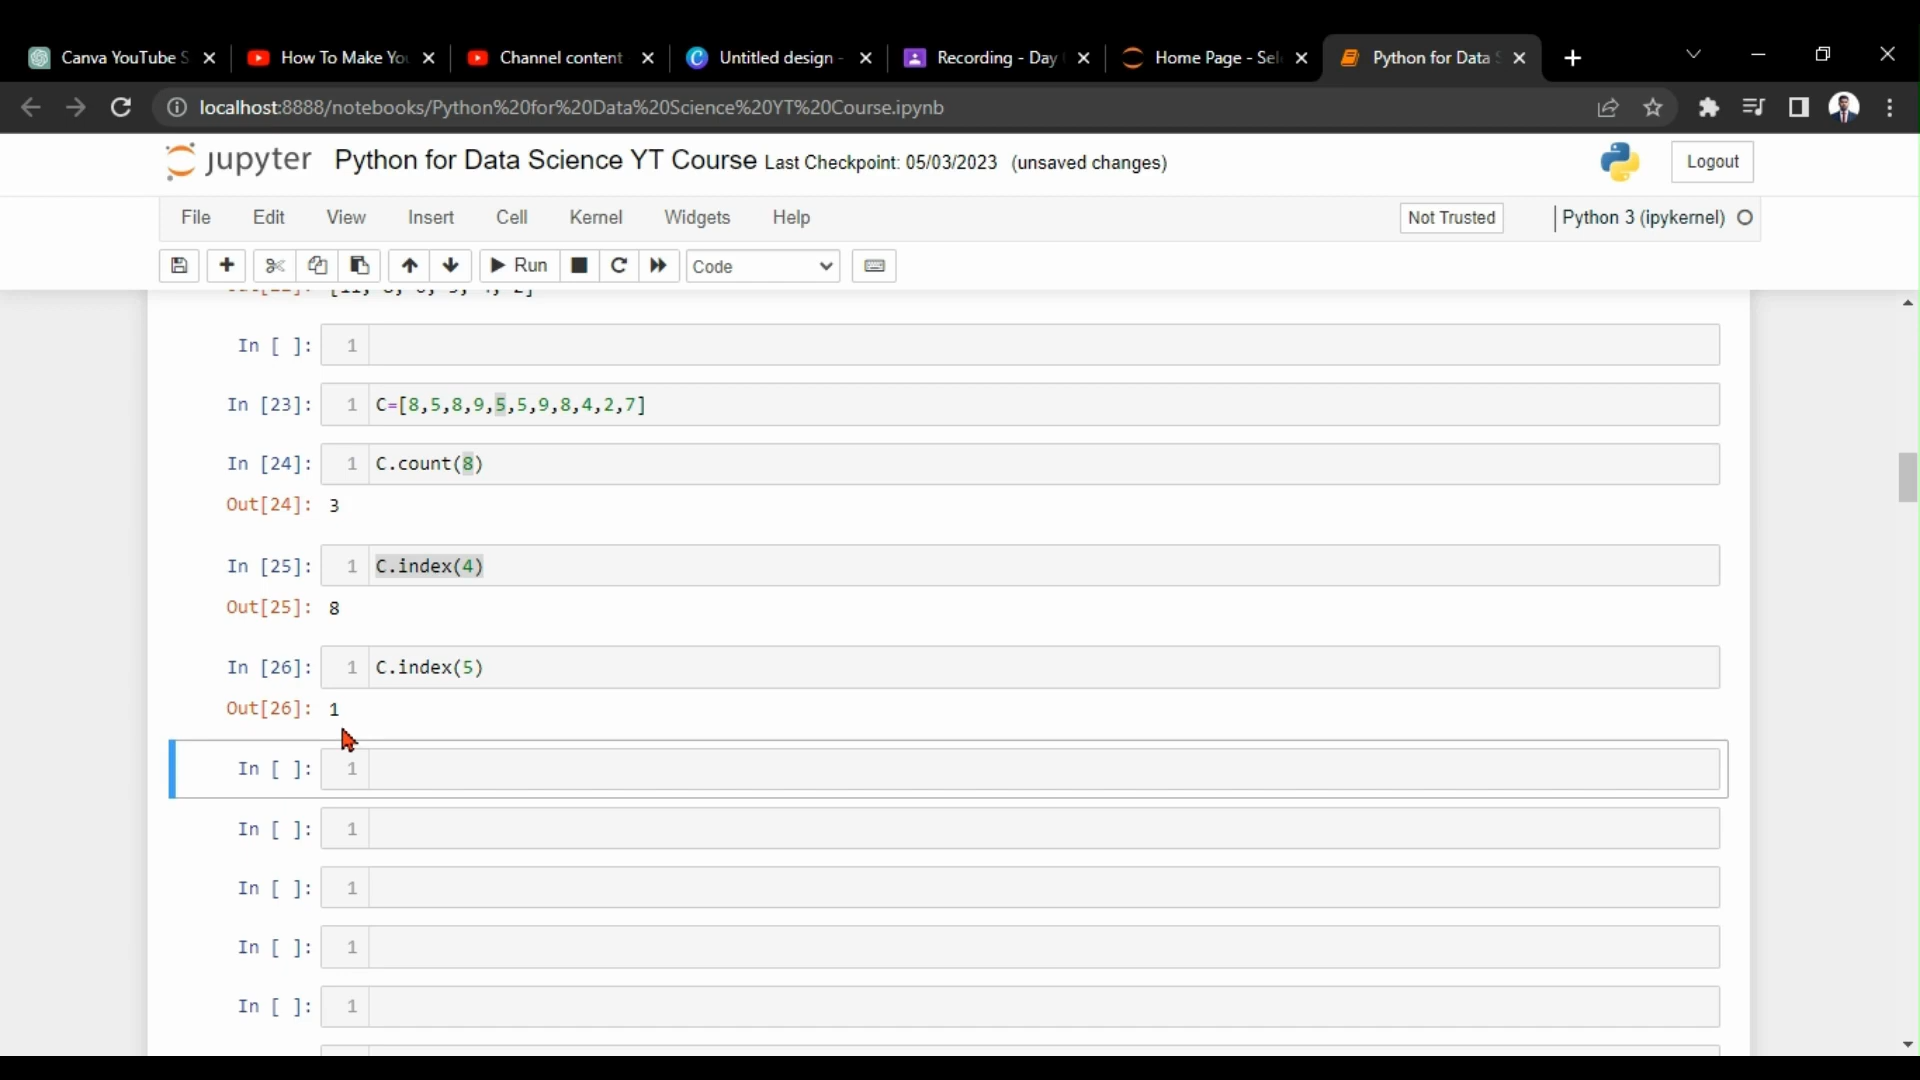 Canva YouTube S
How To Make You
Channel content
Untitled design -
Recording - Day
Home Page - Sel
Python for Data S
localhost:8888/notebooks/Python%20for%20Data%20Science%20YT%20Course.ipynb
jupyter Python for Data Science YT Course Last Checkpoint: 05/03/2023 (unsaved changes)
Logout
File Edit View Insert Cell Kernel Widgets Help
Not Trusted
Python 3 (ipykernel)
Run
Code
In [ ]: 1
In [23]: 1 C=[8,5,8,9,5,5,9,8,4,2,7]
In [24]: 1 C.count(8)
Out[24]: 3
In [25]: 1 C.index(4)
Out[25]: 8
In [26]: 1 C.index(5)
Out[26]: 1
In [ ]: 1
In [ ]: 1
In [ ]: 1
In [ ]: 1
In [ ]: 1